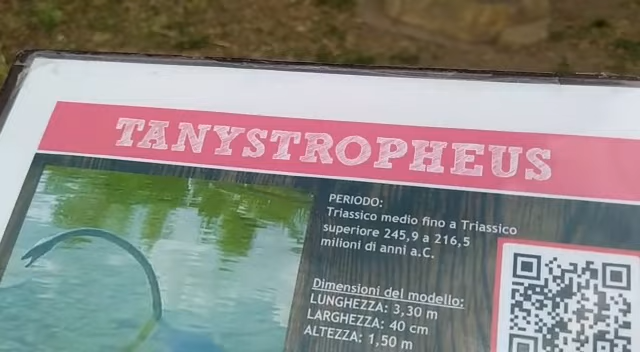 TANYSTROPHEUS
PERIODO:
Triassico medio fino a Triassico
superiore 245,9 a 216,5
milioni di anni a.C.
Dimensioni del modello:
LUNGHEZZA: 3,30 m
LARGHEZZA: 40 cm
ALTEZZA: 1,50 m